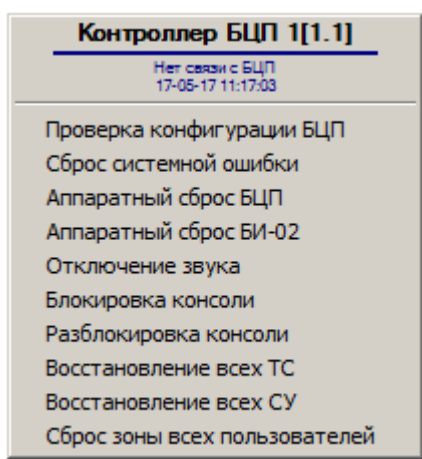 Контроллер БЦП 1[1.1]
Нет связи с БЦП
17-05-17 11:17:03
Проверка конфигурации БЦП
Сброс системной ошибки
Аппаратный сброс БЦП
Аппаратный сброс БИ-02
Отключение звука
Блокировка консоли
Разблокировка консоли
Восстановление всех ТС
Восстановление всех СУ
Сброс зоны всех пользователей